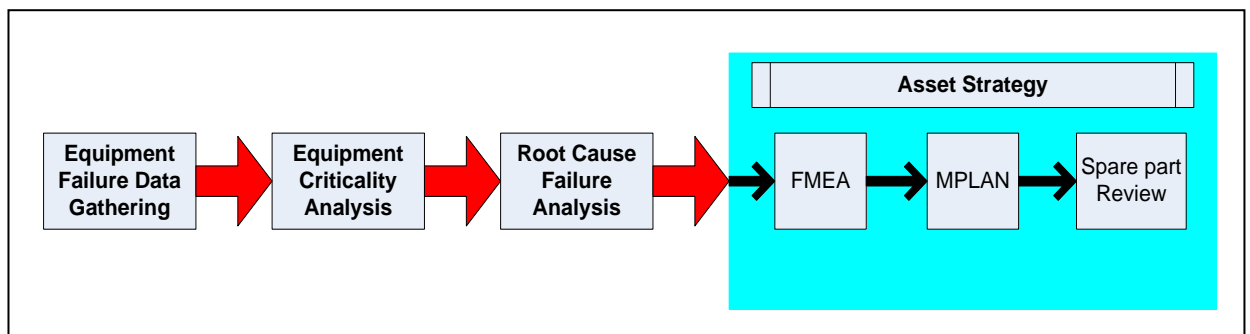 Asset Strategy
Equipment
Failure Data
Gathering
Equipment
Criticality
Analysis
Root Cause
Failure
Analysis
FMEA
MPLAN
Spare part
Review